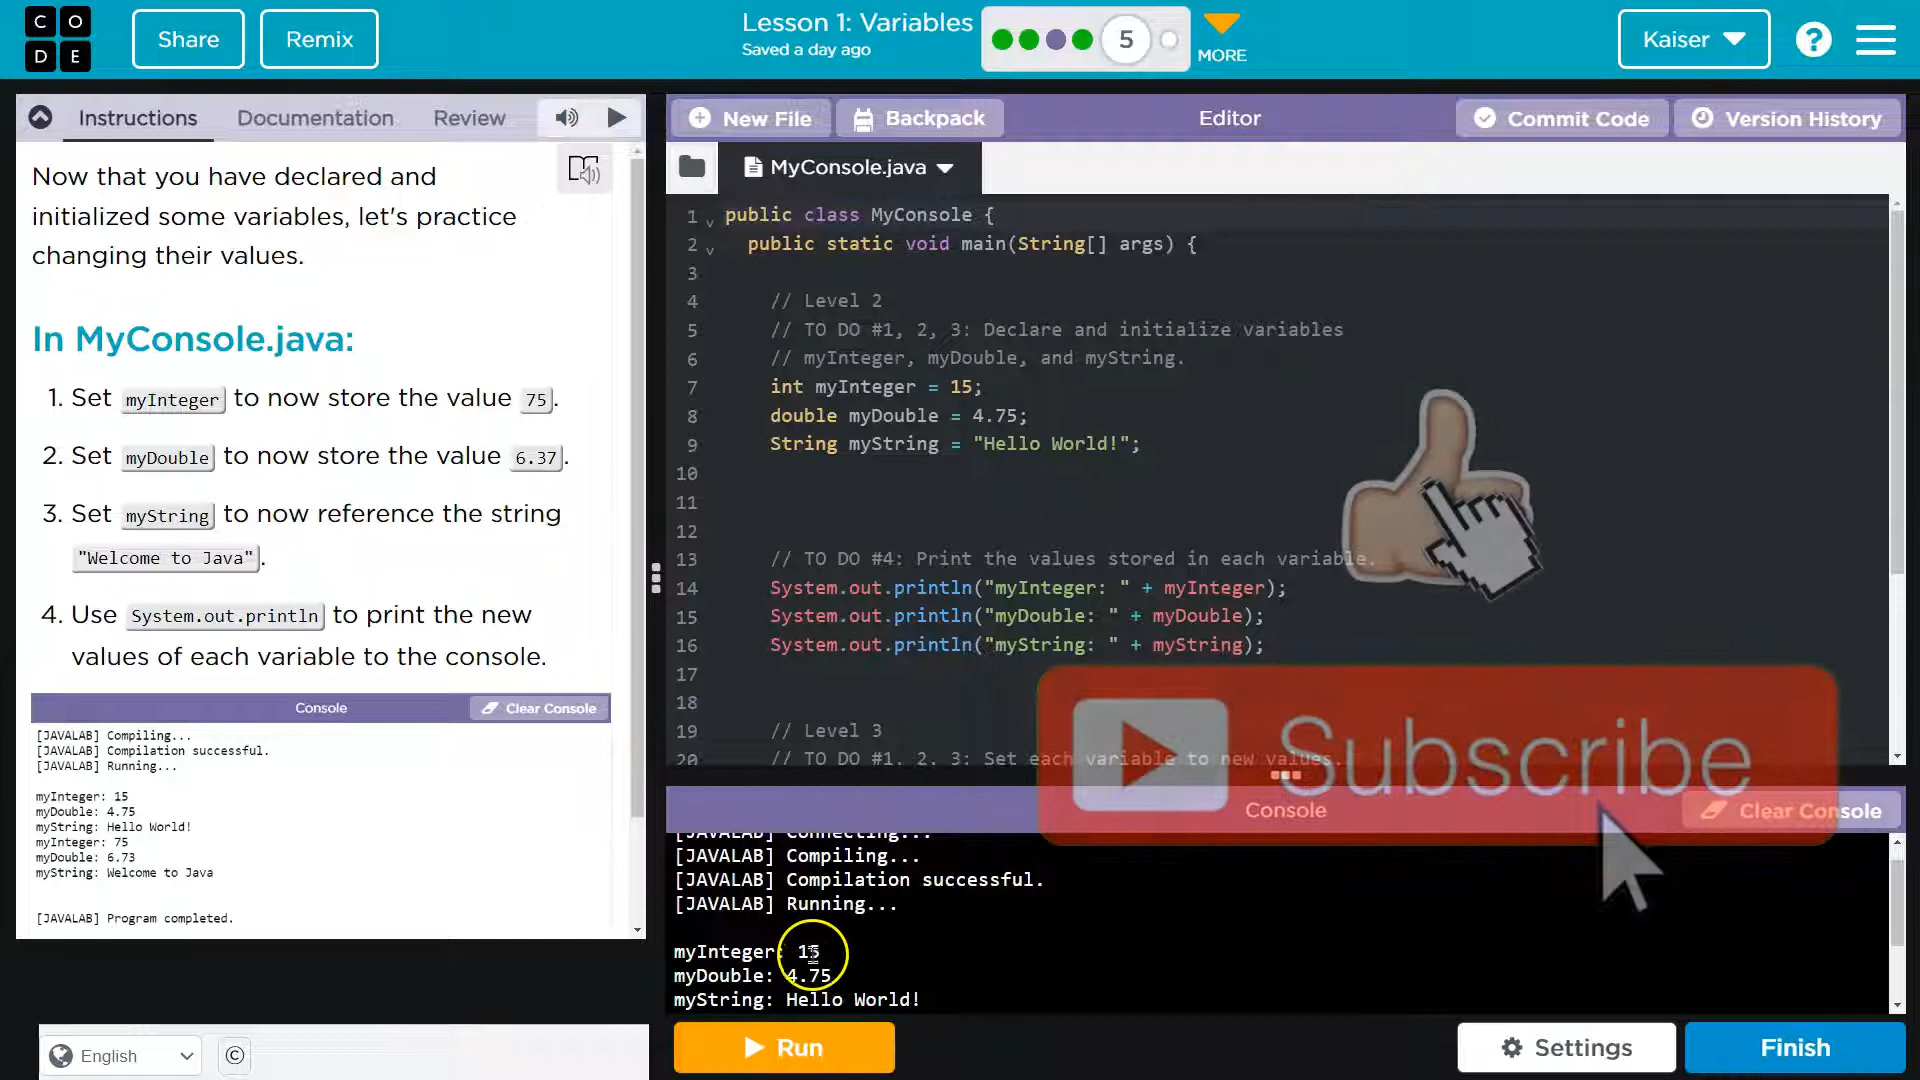 CODE
Share
Remix
Lesson 1: Variables
Saved a day ago
5
MORE
Kaiser
?
Instructions
Documentation
Review
Now that you have declared and
initialized some variables, let's practice
changing their values.
In MyConsole.java:
1. Set myInteger to now store the value 75.
2. Set myDouble to now store the value 6.37.
3. Set myString to now reference the string
"Welcome to Java".
4. Use System.out.println to print the new
values of each variable to the console.
Console
Clear Console
[JAVALAB] Compiling...
[JAVALAB] Compilation successful.
[JAVALAB] Running...
myInteger: 15
myDouble: 4.75
myString: Hello World!
myInteger: 75
myDouble: 6.73
myString: Welcome to Java
[JAVALAB] Program completed.
English
©
New File
Backpack
Editor
Commit Code
Version History
MyConsole.java
1 public class MyConsole {
2 public static void main(String[] args) {
3
4 // Level 2
5 // TO DO #1, 2, 3: Declare and initialize variables
6 // myInteger, myDouble, and myString.
7 int myInteger = 15;
8 double myDouble = 4.75;
9 String myString = "Hello World!";
10
11
12
13 // TO DO #4: Print the values stored in each variable.
14 System.out.println("myInteger: " + myInteger);
15 System.out.println("myDouble: " + myDouble);
16 System.out.println("myString: " + myString);
17
18
19 // Level 3
20 // TO DO #1, 2, 3: Set each variable to new values.
Subscribe
Console
Clear Console
[JAVALAB] Connecting...
[JAVALAB] Compiling...
[JAVALAB] Compilation successful.
[JAVALAB] Running...
myInteger: 15
myDouble: 4.75
myString: Hello World!
Run
Settings
Finish